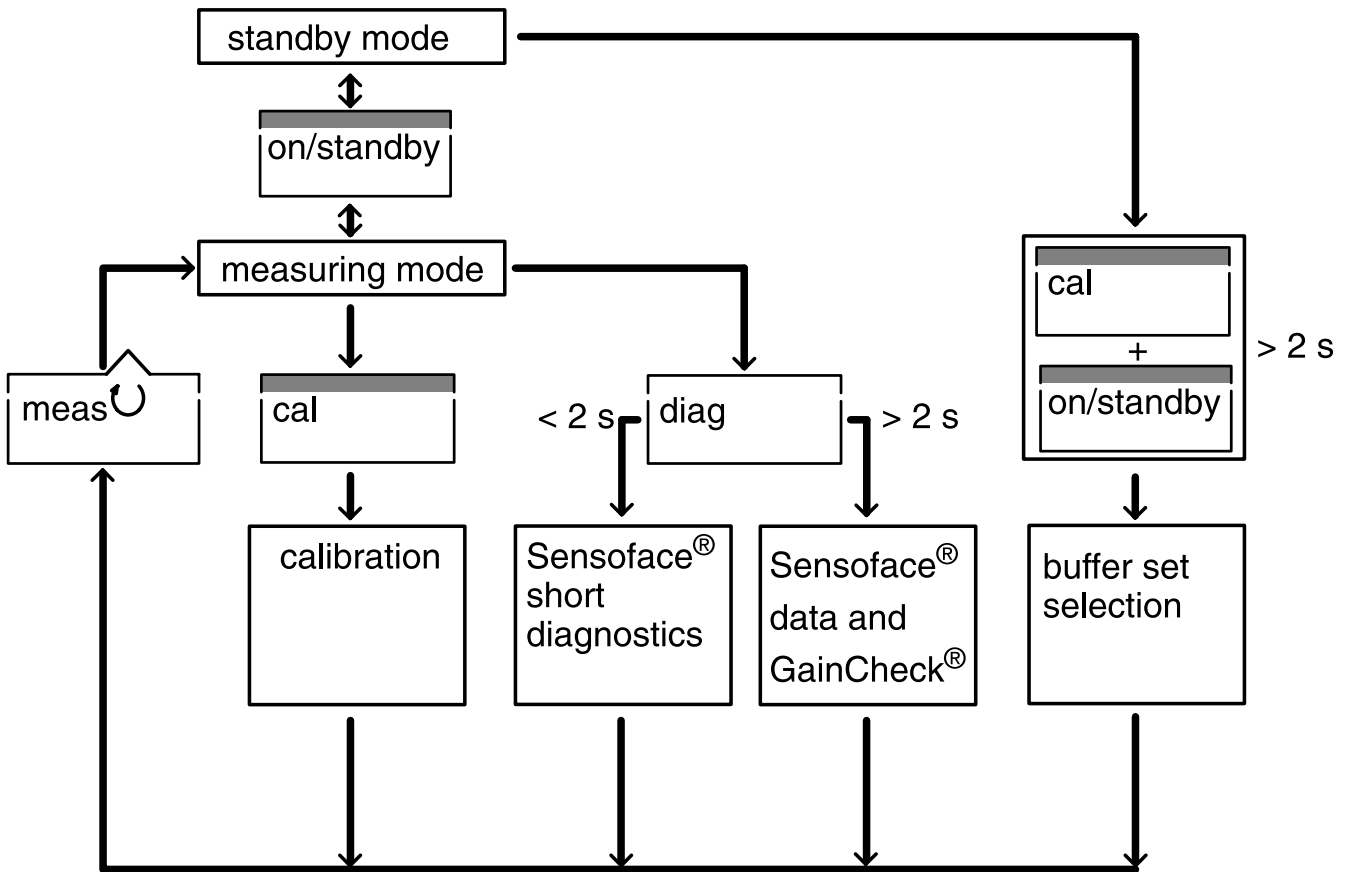 standby mode
on/standby
measuring mode
cal
+
on/standby
> 2 s
meas
cal
< 2 s
diag
> 2 s
calibration
Sensoface®
short
diagnostics
Sensoface®
data and
GainCheck®
buffer set
selection